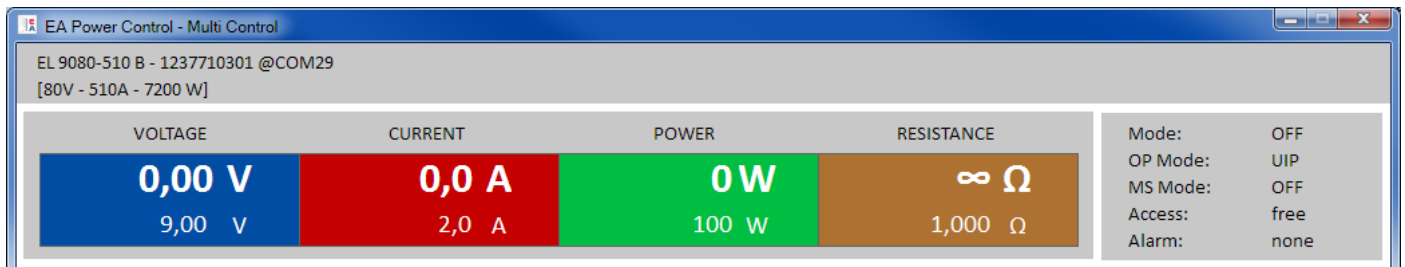 EA Power Control - Multi Control
EL 9080-510 B - 1237710301 @COM29
[80V - 510A - 7200 W]
VOLTAGE CURRENT POWER RESISTANCE
0,00 V 0,0 A 0 W ∞ Ω
9,00 V 2,0 A 100 W 1,000 Ω
Mode: OFF
OP Mode: UIP
MS Mode: OFF
Access: free
Alarm: none